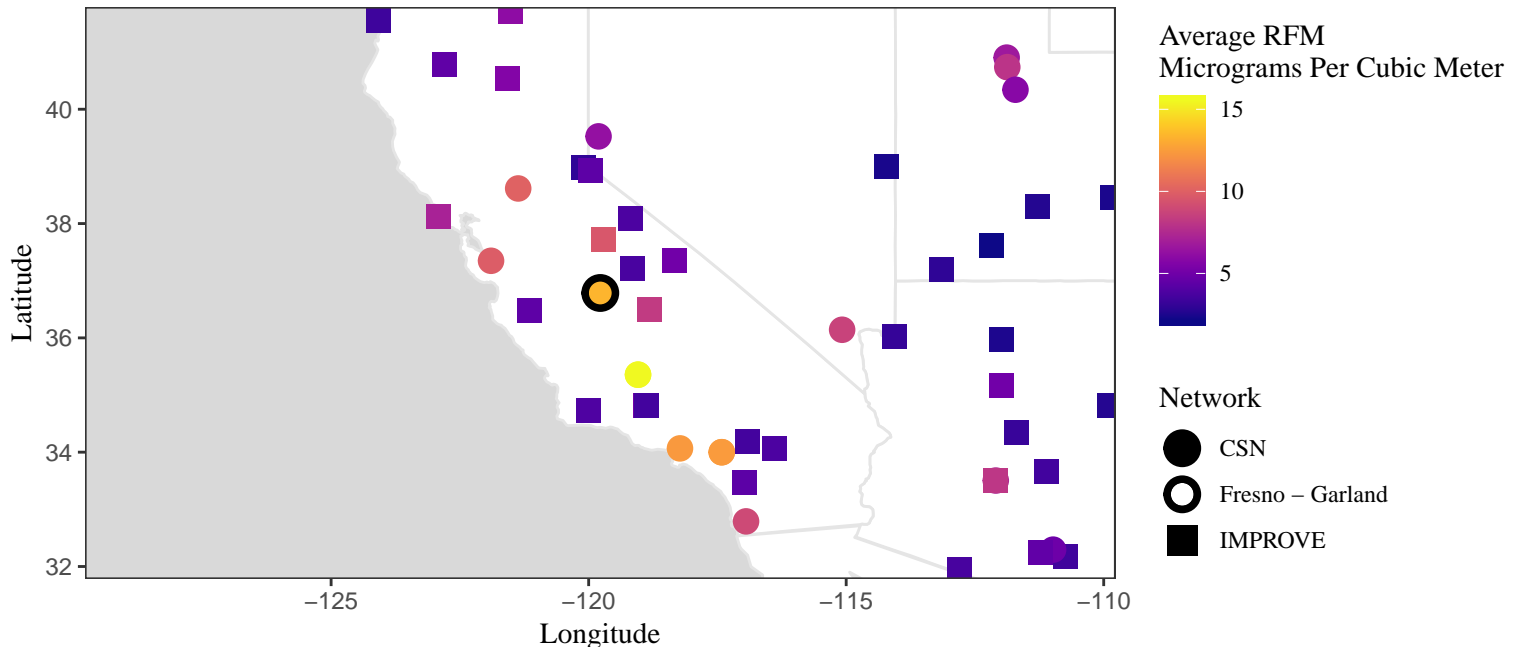 40
38
36
34
32
Latitude
−125
−120
−115
−110
Longitude
Average RFM
Micrograms Per Cubic Meter
15
10
5
Network
CSN
Fresno − Garland
IMPROVE